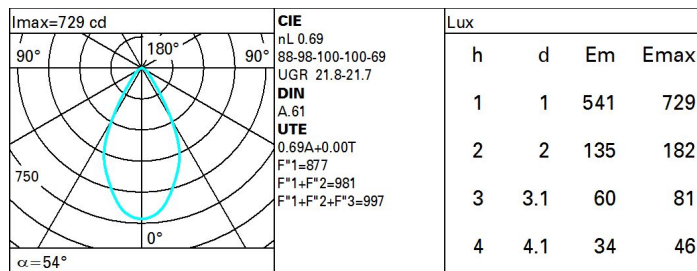 Imax=729 cd
90° 180° 90°
750
0°
α=54°
CIE
nL 0.69
88-98-100-100-69
UGR 21.8-21.7
DIN
A.61
UTE
0.69A+0.00T
F"1=877
F"1+F"2=981
F"1+F"2+F"3=997
Lux
h d Em Emax
1 1 541 729
2 2 135 182
3 3.1 60 81
4 4.1 34 46